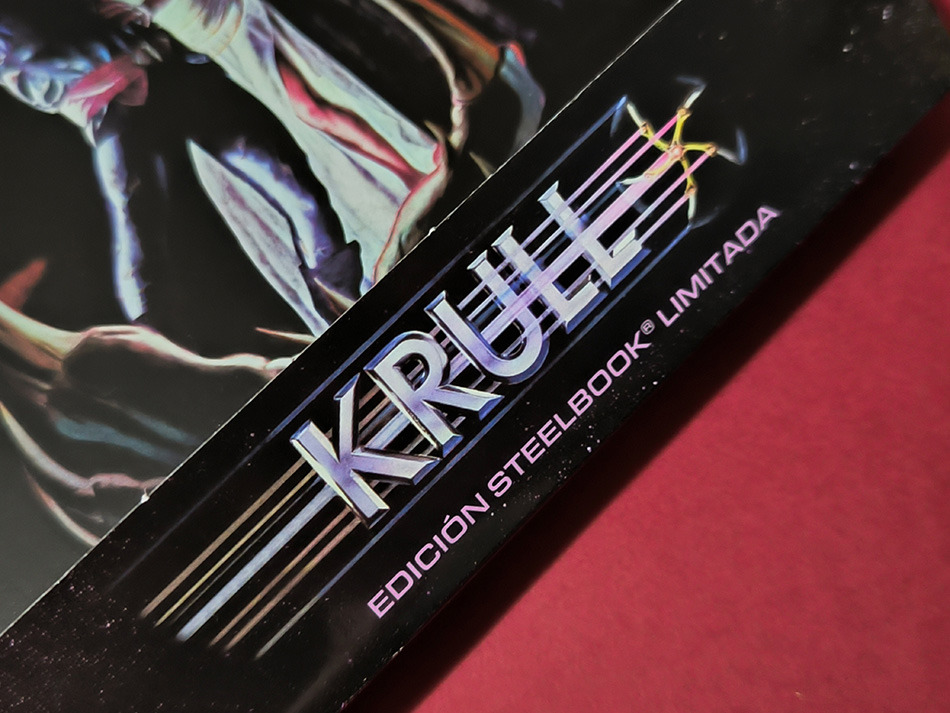 KRULL
EDICIÓN STEELBOOK® LIMITADA